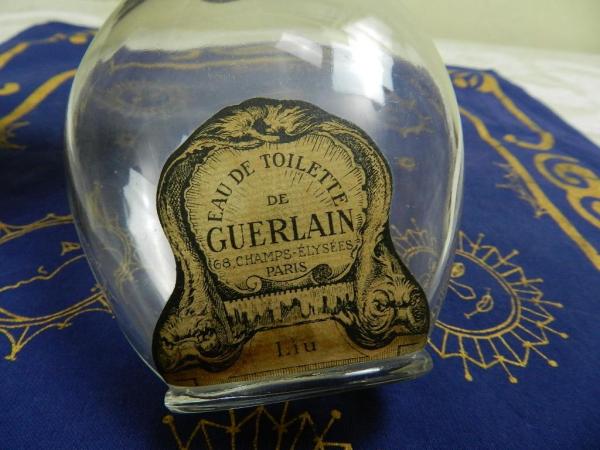 EAU DE TOILETTE
DE
GUERLAIN
68, CHAMPS-ÉLYSÉES
PARIS
Liu